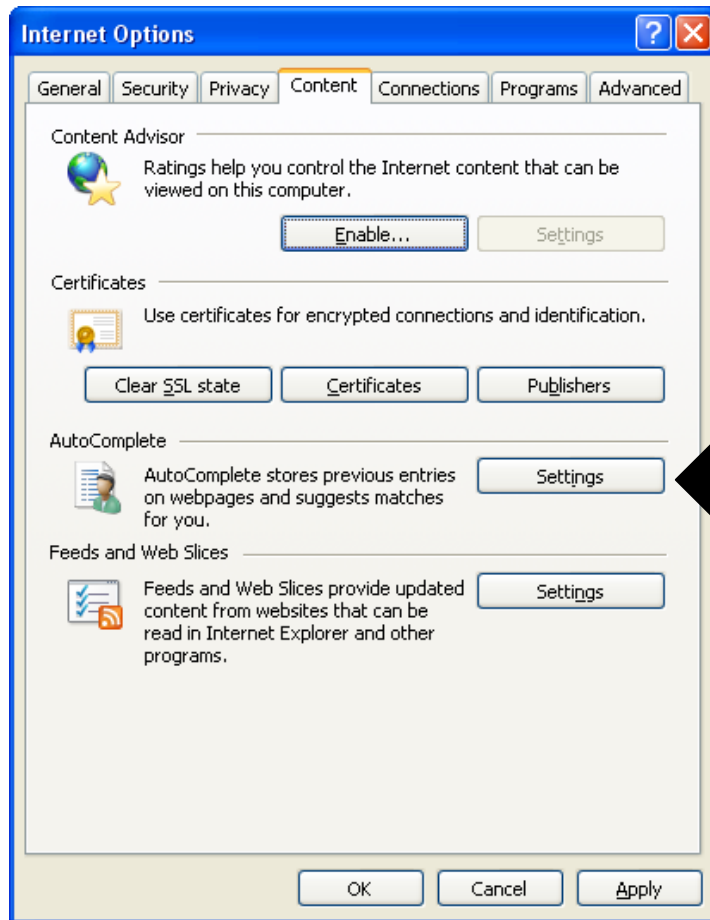 Internet Options
General Security Privacy Content Connections Programs Advanced
Content Advisor
Ratings help you control the Internet content that can be
viewed on this computer.
Enable... Settings
Certificates
Use certificates for encrypted connections and identification.
Clear SSL state Certificates Publishers
AutoComplete
AutoComplete stores previous entries
on webpages and suggests matches
for you.
Settings
Feeds and Web Slices
Feeds and Web Slices provide updated
content from websites that can be
read in Internet Explorer and other
programs.
Settings
OK Cancel Apply